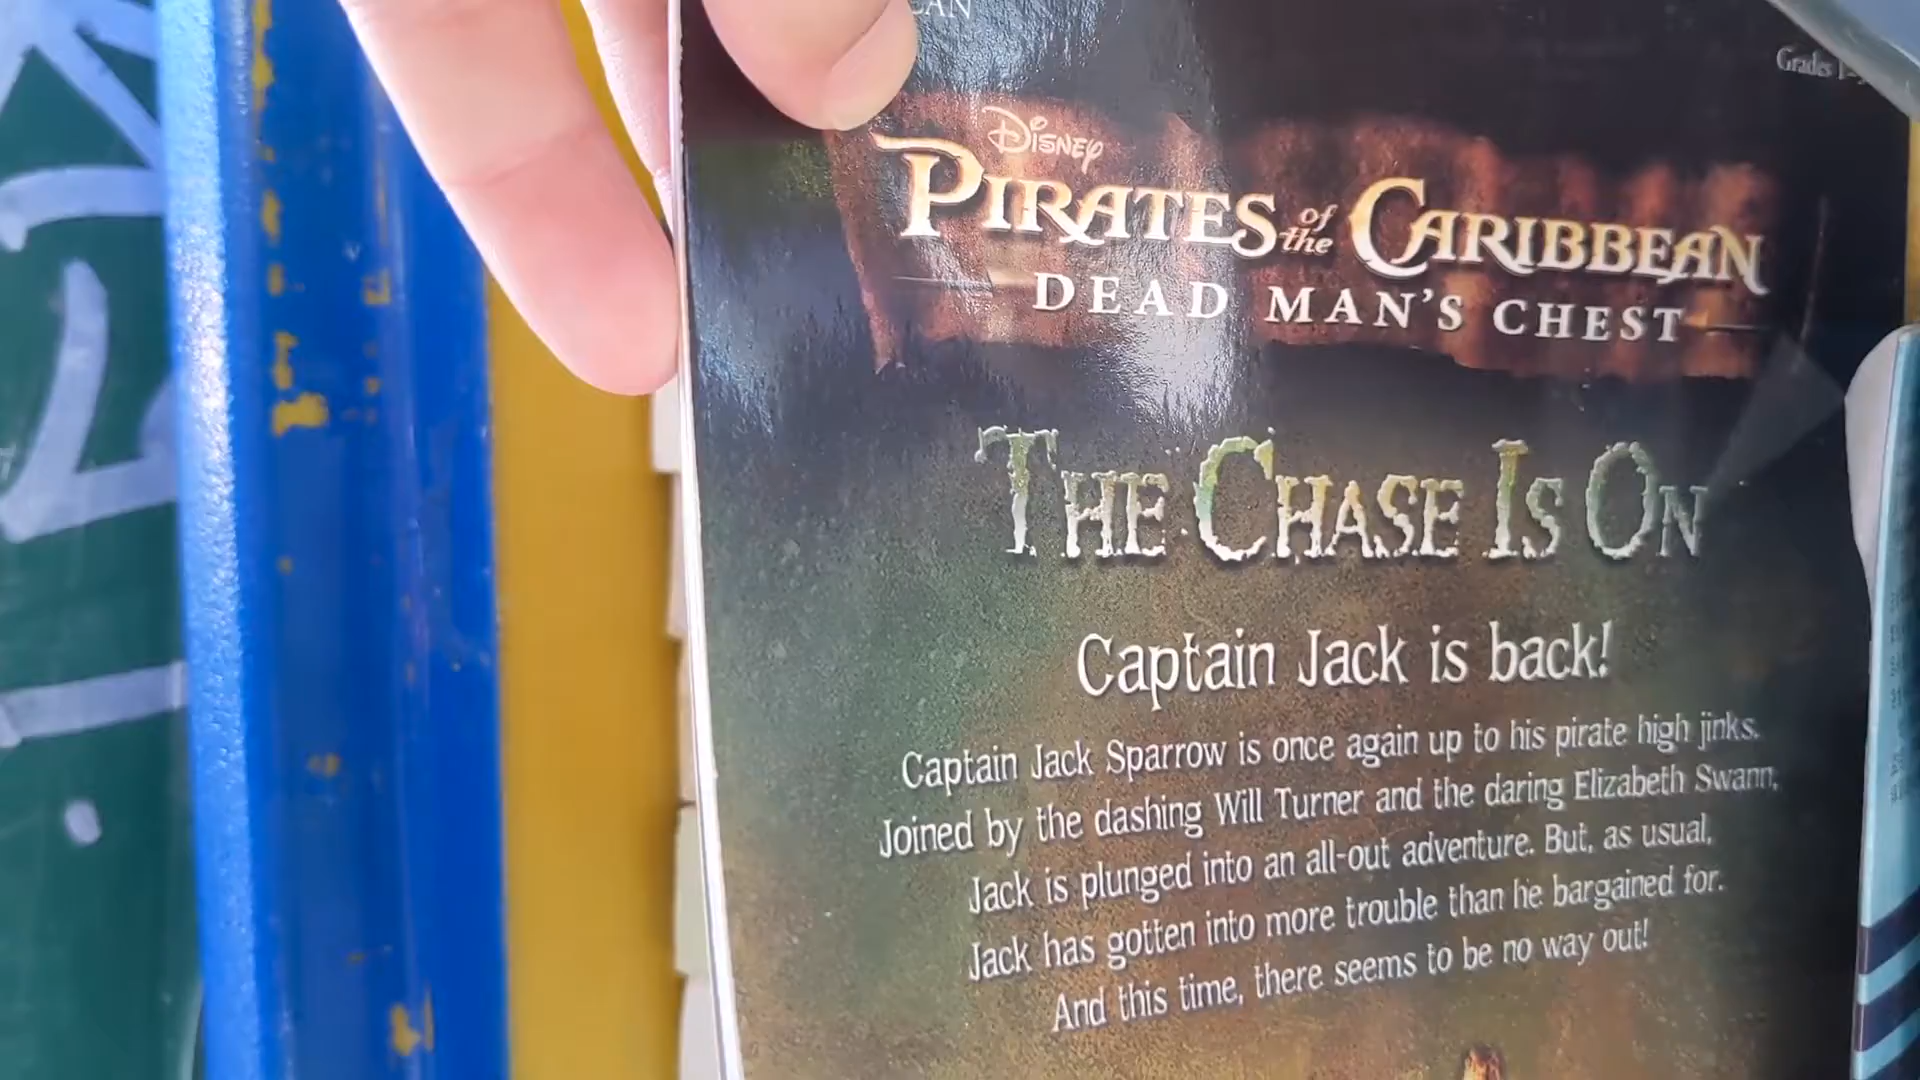 Grades
DISNEY
PIRATES of the CARIBBEAN
DEAD MAN'S CHEST
THE CHASE IS ON
Captain Jack is back!
Captain Jack Sparrow is once again up to his pirate high jinks.
Joined by the dashing Will Turner and the daring Elizabeth Swann,
Jack is plunged into an all-out adventure. But, as usual,
Jack has gotten into more trouble than he bargained for.
And this time, there seems to be no way out!